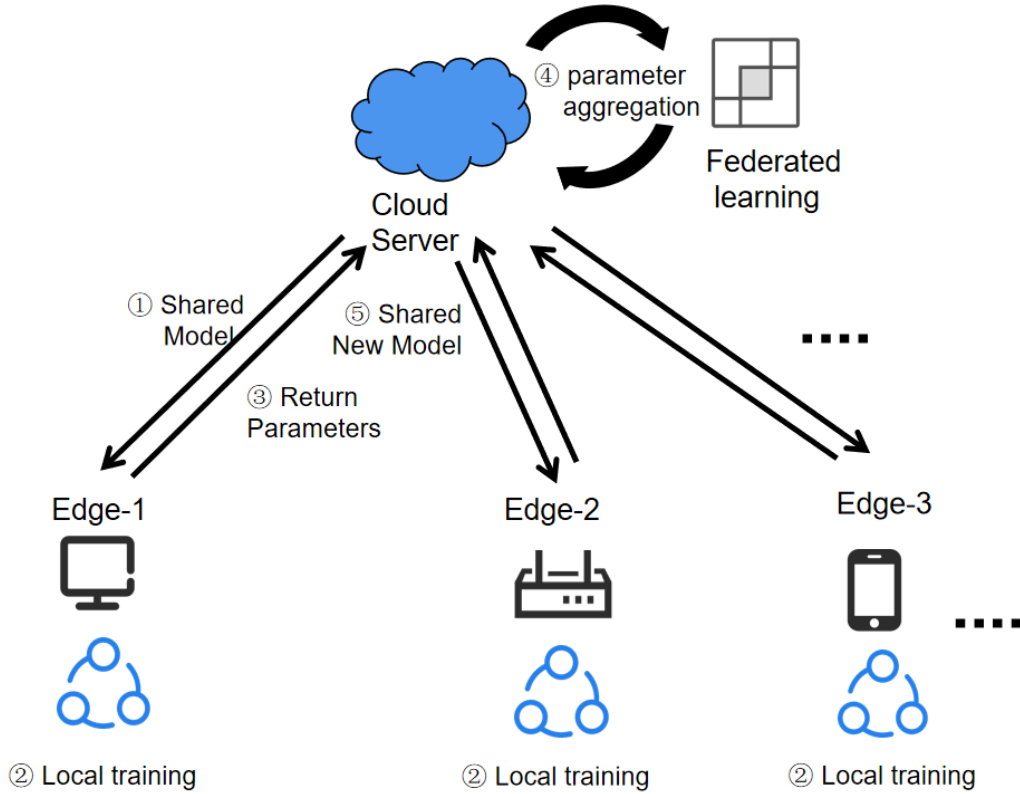 ④ parameter
aggregation
Federated
learning
Cloud
Server
① Shared
Model
⑤ Shared
New Model
③ Return
Parameters
Edge-1
Edge-2
Edge-3
② Local training
② Local training
② Local training